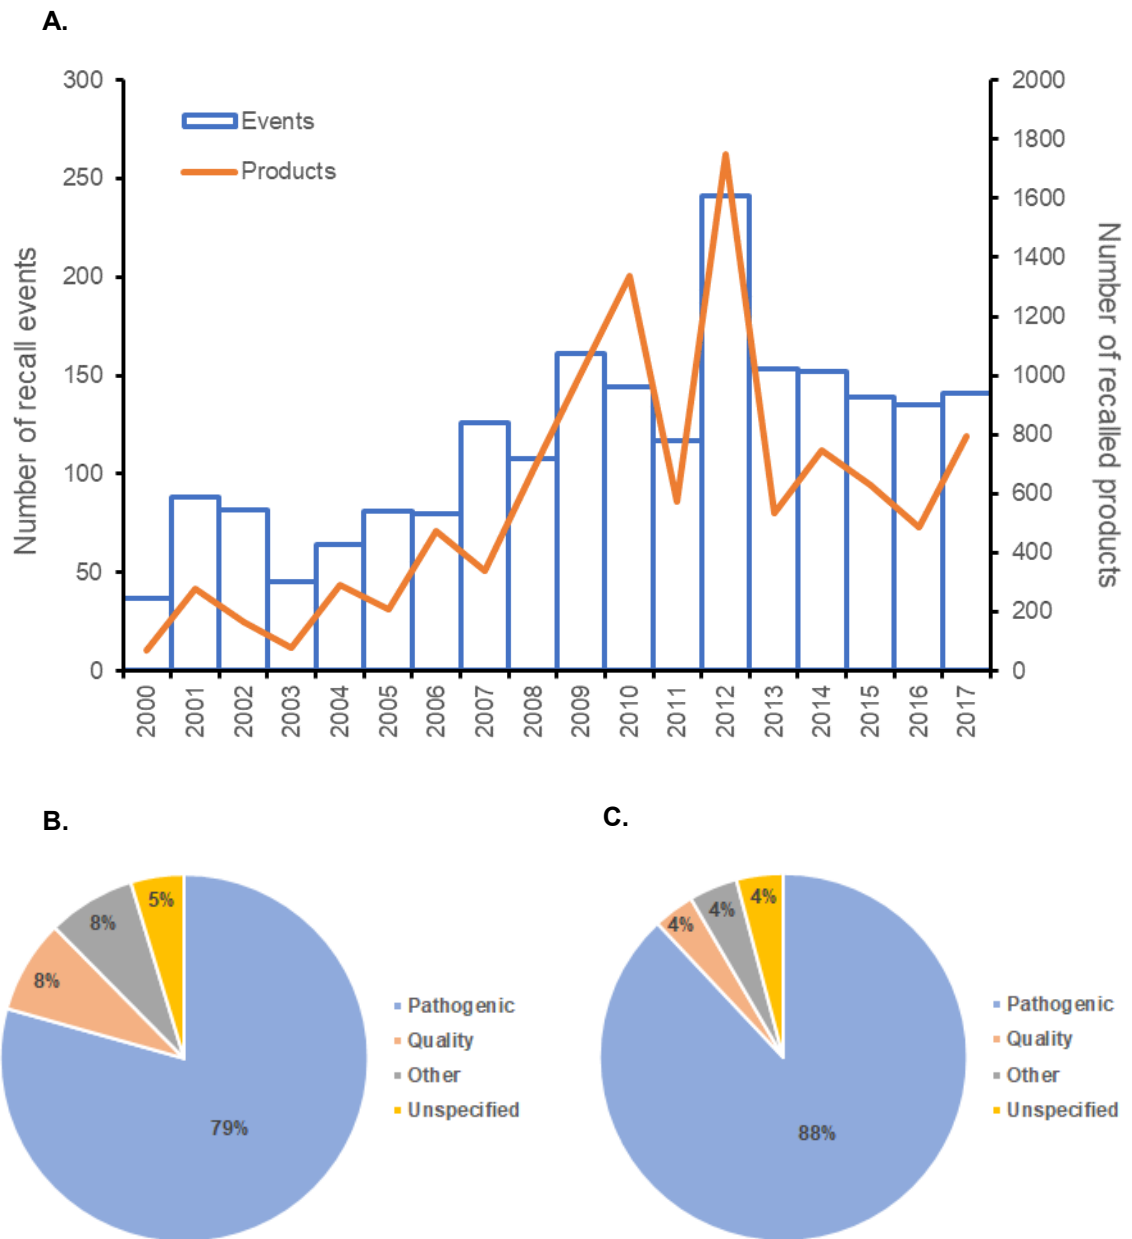 A.
300
250
200
150
100
50
0
Number of recall events
Events
Products
2000
1800
1600
1400
1200
1000
800
600
400
200
0
Number of recalled products
2000
2001
2002
2003
2004
2005
2006
2007
2008
2009
2010
2011
2012
2013
2014
2015
2016
2017
B.
5%
8%
8%
79%
Pathogenic
Quality
Other
Unspecified
C.
4%
4%
4%
88%
Pathogenic
Quality
Other
Unspecified